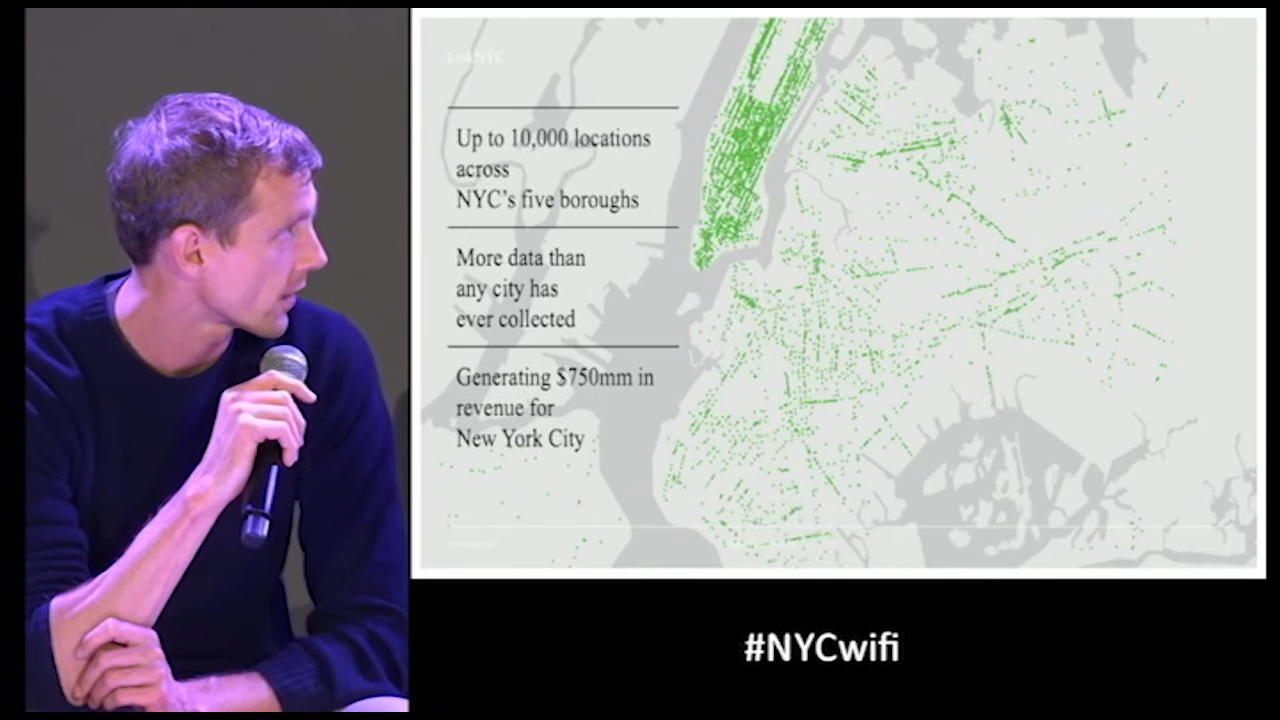 LinkNYC
Up to 10,000 locations
across
NYC’s five boroughs
More data than
any city has
ever collected
Generating $750mm in
revenue for
New York City
#NYCwifi